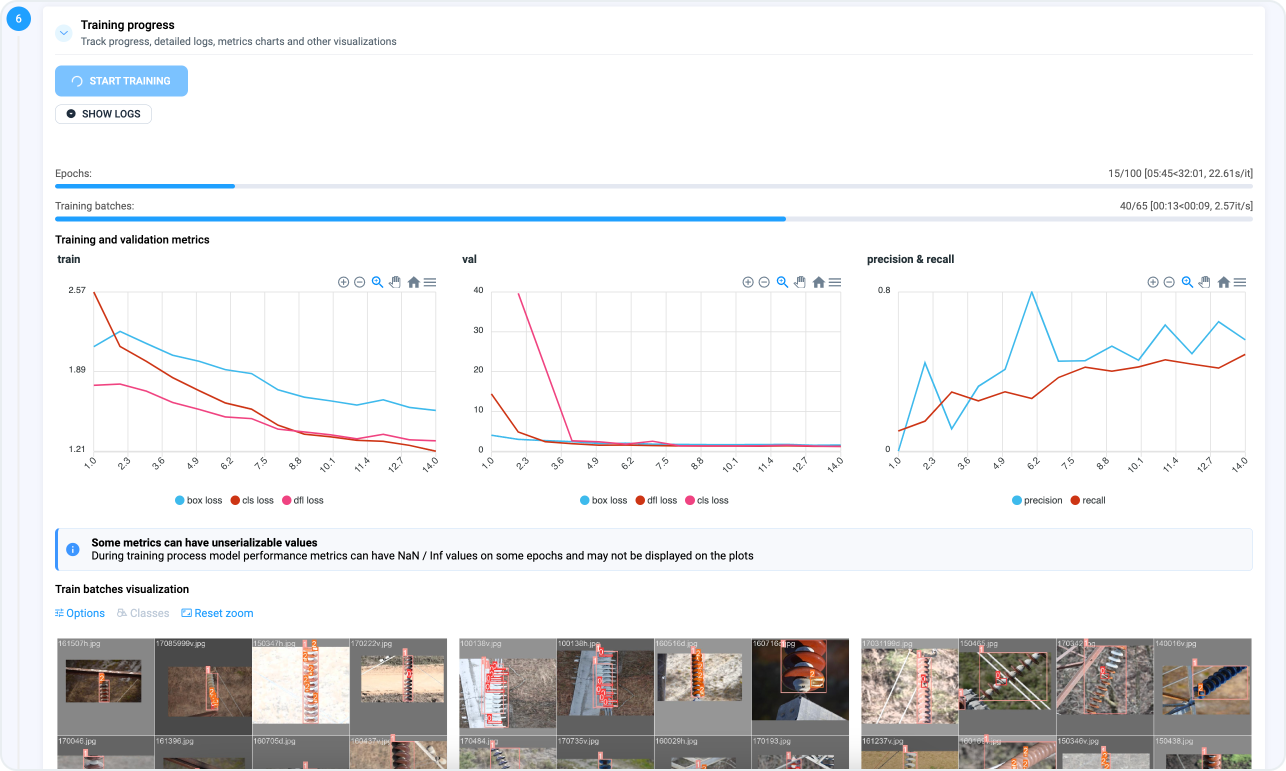 6
Training progress
Track progress, detailed logs, metrics charts and other visualizations
START TRAINING
SHOW LOGS
Epochs:
15/100 [05:45<32:01, 22.61s/it]
Training batches:
40/65 [00:13<00:09, 2.57it/s]
Training and validation metrics
train
2.57
1.89
1.21
1.0 2.3 3.6 4.9 6.2 7.5 8.8 10.1 11.4 12.7 14.0
box loss cls loss dfl loss
val
40
30
20
10
0
1.0 2.3 3.6 4.9 6.2 7.5 8.8 10.1 11.4 12.7 14.0
box loss dfl loss cls loss
precision & recall
0.8
0
1.0 2.3 3.6 4.9 6.2 7.5 8.8 10.1 11.4 12.7 14.0
precision recall
Some metrics can have unserializable values
During training process model performance metrics can have NaN / Inf values on some epochs and may not be displayed on the plots
Train batches visualization
Options Classes Reset zoom
161507h.jpg 17085999v.jpg 150347h.jpg 170222v.jpg
100138v.jpg 100138h.jpg 160516d.jpg
17031196d.jpg 150465.jpg 140016v.jpg
170046.jpg 161396.jpg 160705d.jpg 160437v.jpg
170484.jpg 170735v.jpg 160029h.jpg 170193.jpg
161237v.jpg 150346v.jpg 150438.jpg